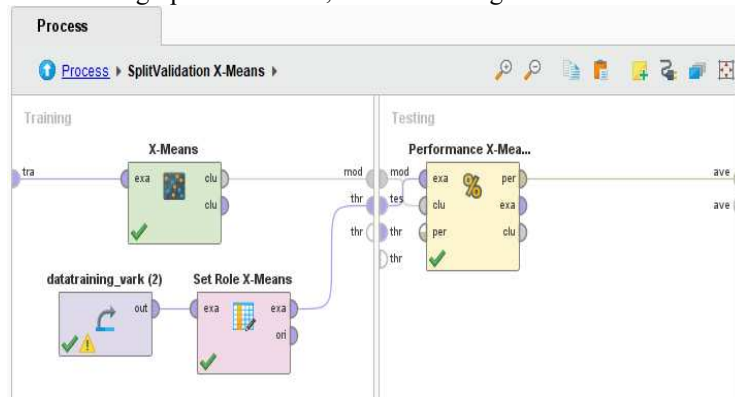 Process
Process ▸ SplitValidation X-Means ▸
Training
Testing
X-Means
Performance X-Mea...
tra
exa
clu
clu
mod
mod
exa
per
ave
thr
tes
clu
exa
ave
thr
thr
per
clu
thr
datatraining_vark (2)
Set Role X-Means
out
exa
exa
ori